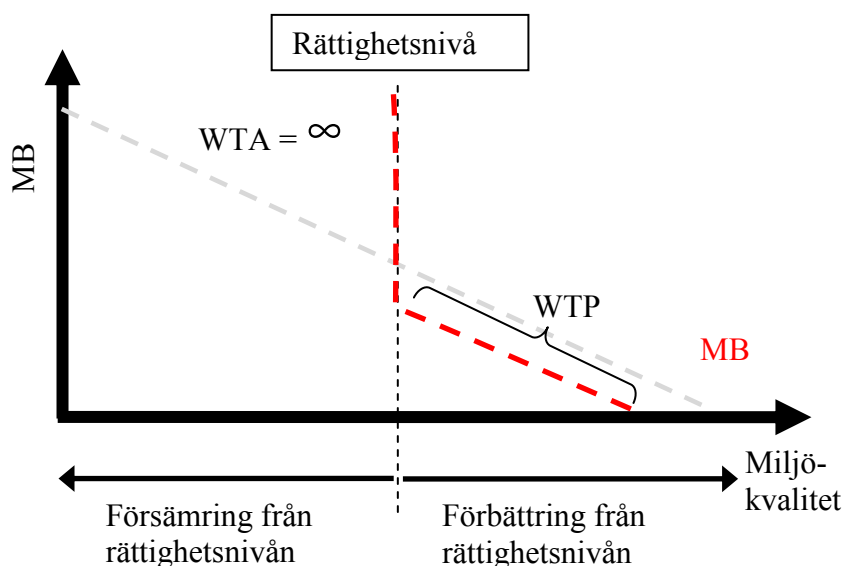 Rättighetsnivå
WTA = ∞
MB
WTP
MB
Miljö-
kvalitet
Försämring från
rättighetsnivån
Förbättring från
rättighetsnivån